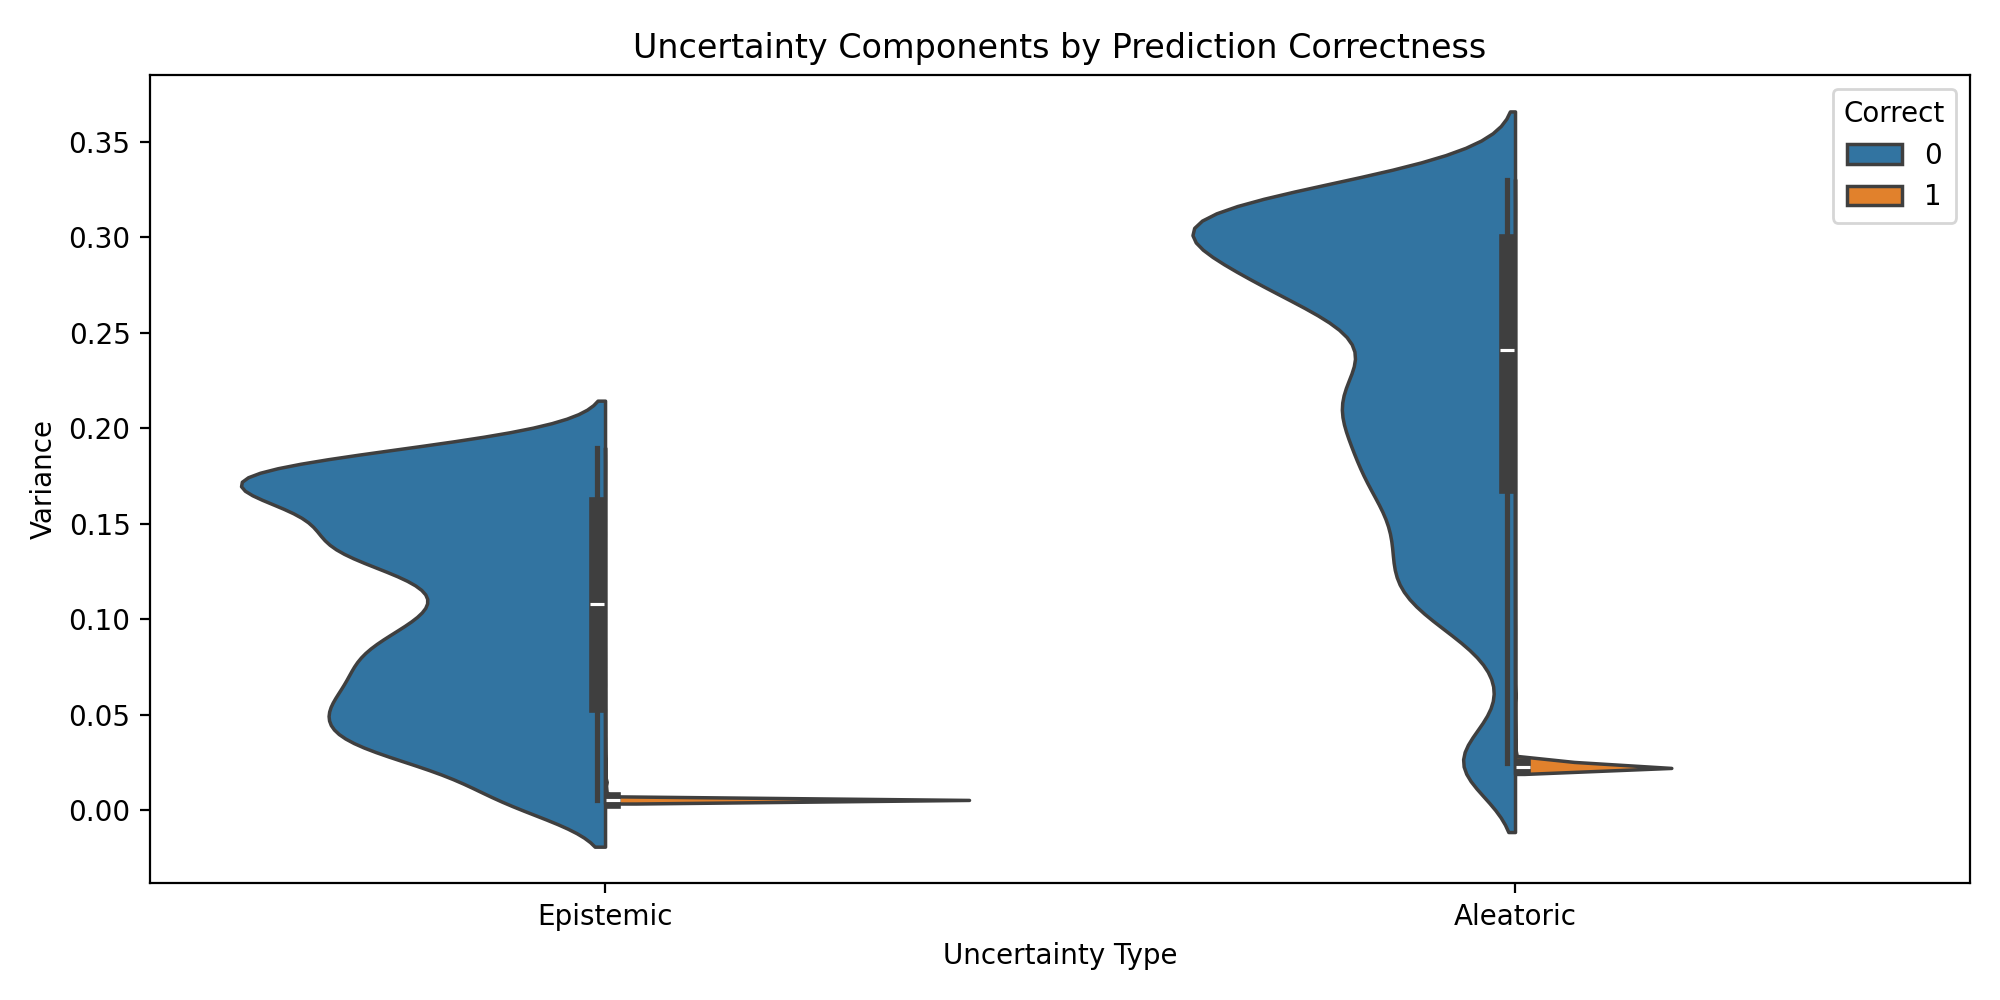 Uncertainty Components by Prediction Correctness
Correct
0
1
0.35
0.30
0.25
0.20
0.15
0.10
0.05
0.00
Variance
Epistemic
Aleatoric
Uncertainty Type